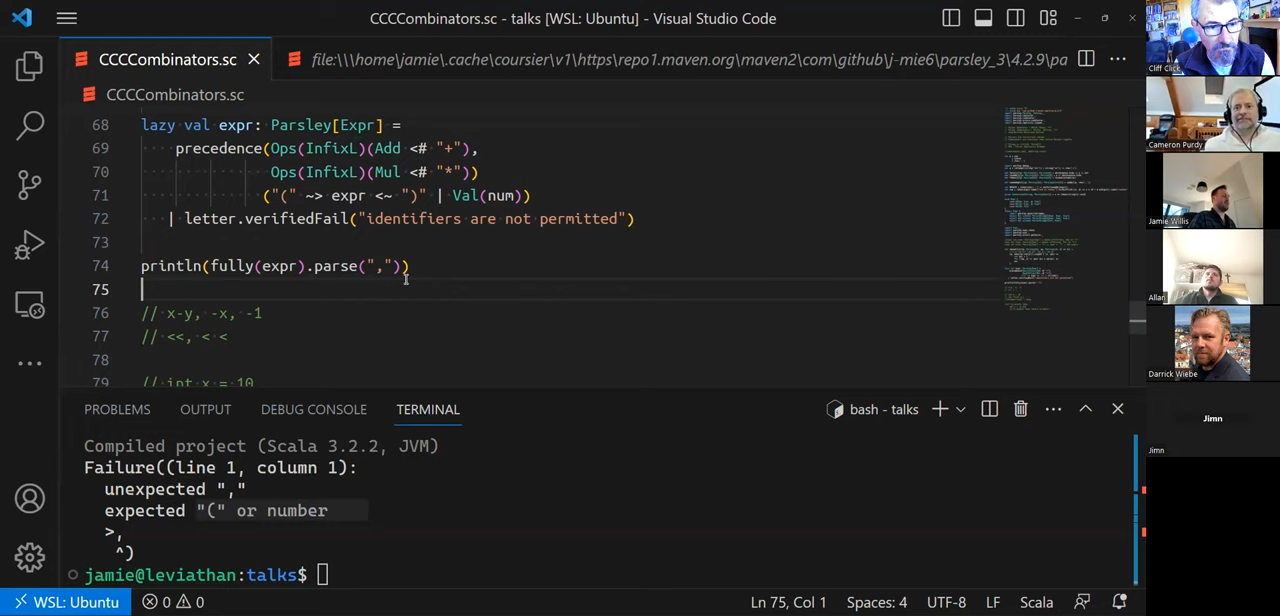 CCCCombinators.sc - talks [WSL: Ubuntu] - Visual Studio Code
CCCCombinators.sc
file:\\\home\jamie\.cache\coursier\v1\https\repo1.maven.org\maven2\com\github\j-mie6\parsley_3\4.2.9\pa
CCCCombinators.sc
68 lazy val expr: Parsley[Expr] =
69 precedence(Ops(InfixL)(Add <# "+"),
70 Ops(InfixL)(Mul <# "*"))
71 ("(" ~> expr <~ ")" | Val(num))
72 | letter.verifiedFail("identifiers are not permitted")
73
74 println(fully(expr).parse(","))
75
76 // x-y, -x, -1
77 // <<, < <
78
79 // int x = 10
PROBLEMS OUTPUT DEBUG CONSOLE TERMINAL bash - talks
Compiled project (Scala 3.2.2, JVM)
Failure((line 1, column 1):
unexpected ","
expected "(" or number
>,
^)
jamie@leviathan:talks$
WSL: Ubuntu 0 0 Ln 75, Col 1 Spaces: 4 UTF-8 LF Scala
Cliff Click
Cameron Purdy
Jamie Willis
Allan
Darrick Wiebe
Jimn
Jimn